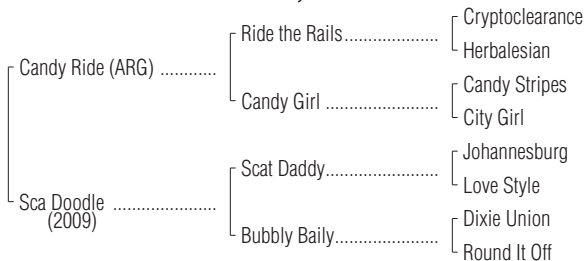 Cryptoclearance
Ride the Rails....................
Herbalesian
Candy Ride (ARG) ............
Candy Stripes
Candy Girl ........................
City Girl
Johannesburg
Scat Daddy........................
Love Style
Sca Doodle ......................
(2009)
Dixie Union
Bubbly Baily......................
Round It Off